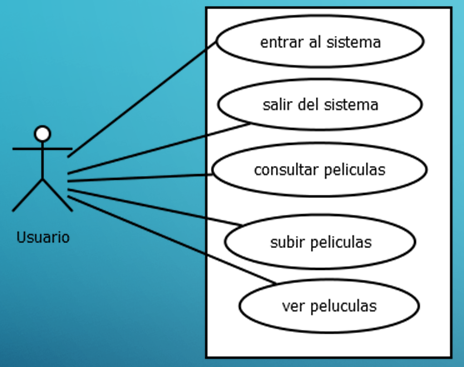 entrar al sistema
salir del sistema
consultar peliculas
Usuario
subir peliculas
ver peluculas